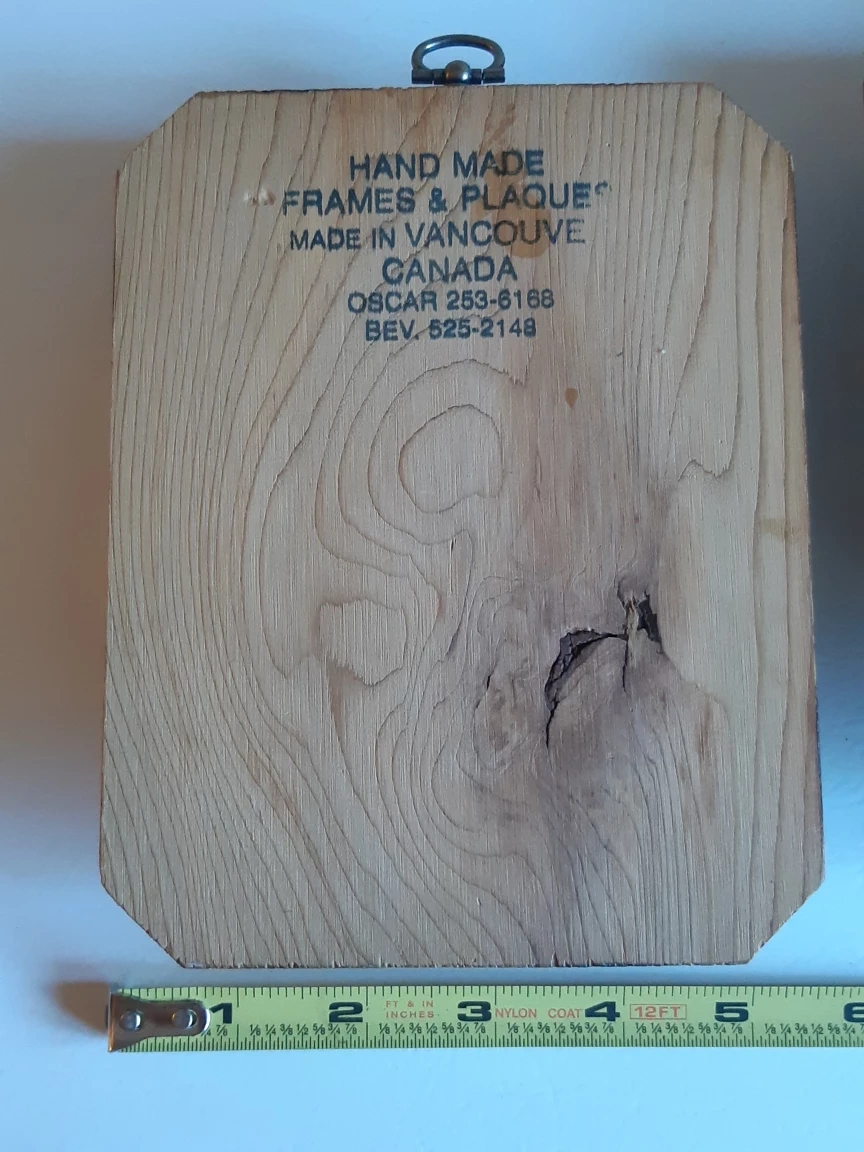 HAND MADE
FRAMES & PLAQUES
MADE IN VANCOUVE
CANADA
OSCAR 253-6168
BEV. 525-2148
1 2 FT & IN 3 NYLON COAT 4 12FT 5 6
INCHES